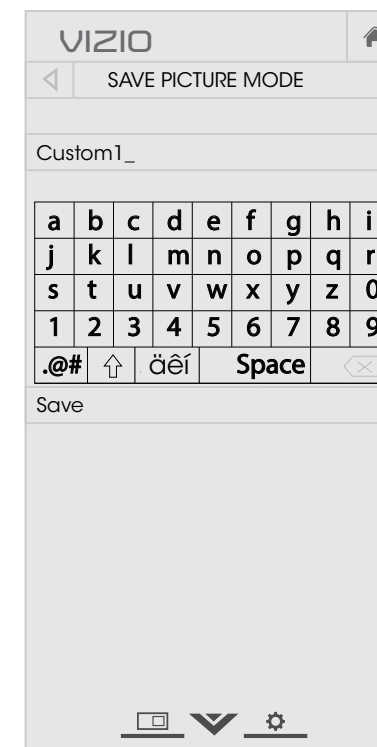 VIZIO
SAVE PICTURE MODE
Custom1_
a b c d e f g h i
j k l m n o p q r
s t u v w x y z 0
1 2 3 4 5 6 7 8 9
.@# äêí Space
Save